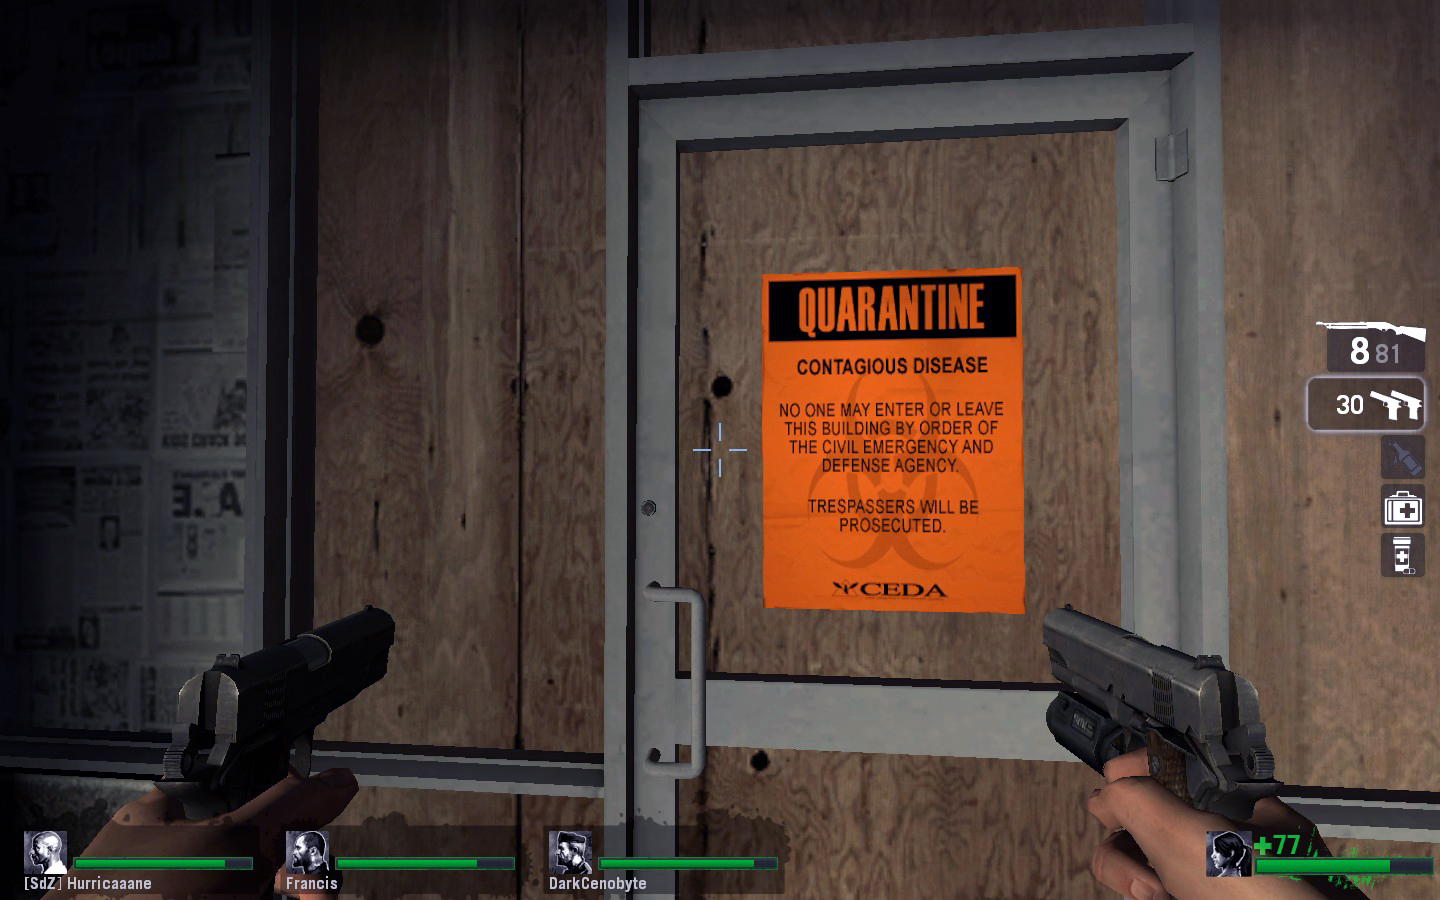 QUARANTINE
CONTAGIOUS DISEASE
NO ONE MAY ENTER OR LEAVE
THIS BUILDING BY ORDER OF
THE CIVIL EMERGENCY AND
DEFENSE AGENCY.
TRESPASSERS WILL BE
PROSECUTED.
CEDA
8 81
30
[SdZ] Hurricaaane
Francis
DarkCenobyte
+77